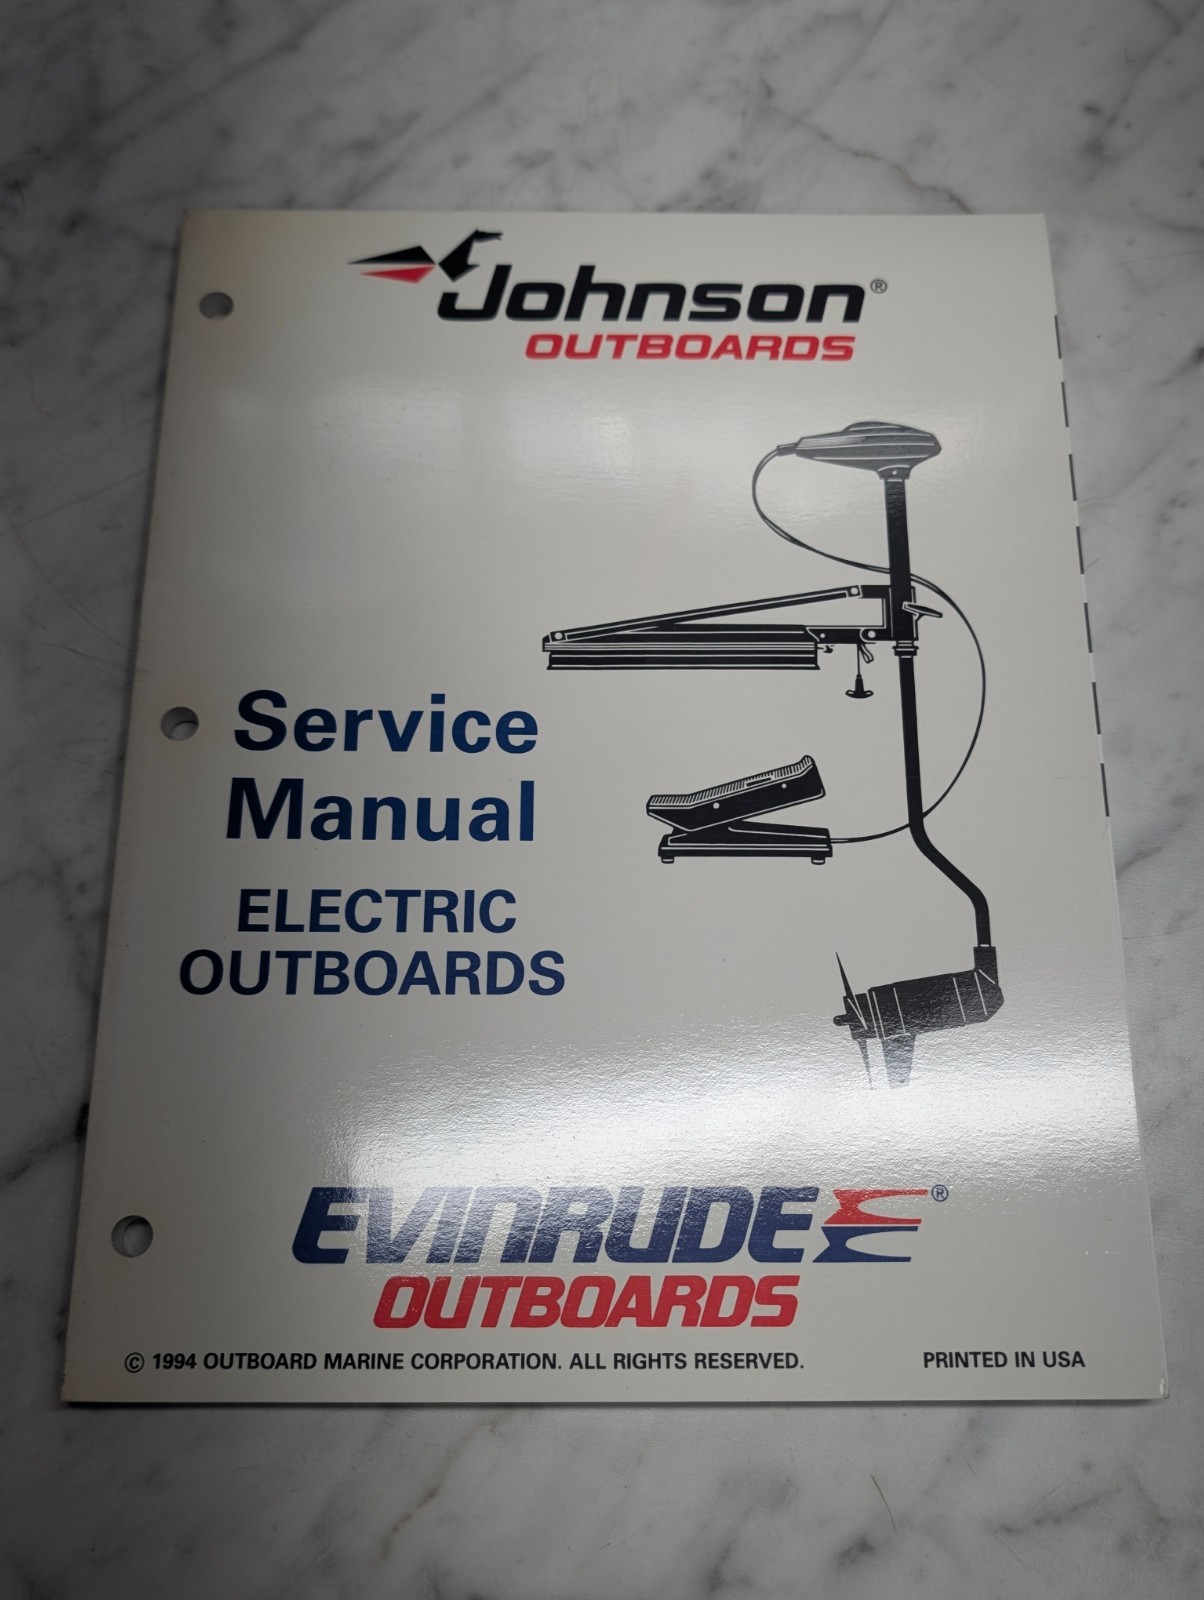 Johnson®
OUTBOARDS
Service
Manual
ELECTRIC
OUTBOARDS
EVINRUDE®
OUTBOARDS
© 1994 OUTBOARD MARINE CORPORATION. ALL RIGHTS RESERVED.
PRINTED IN USA